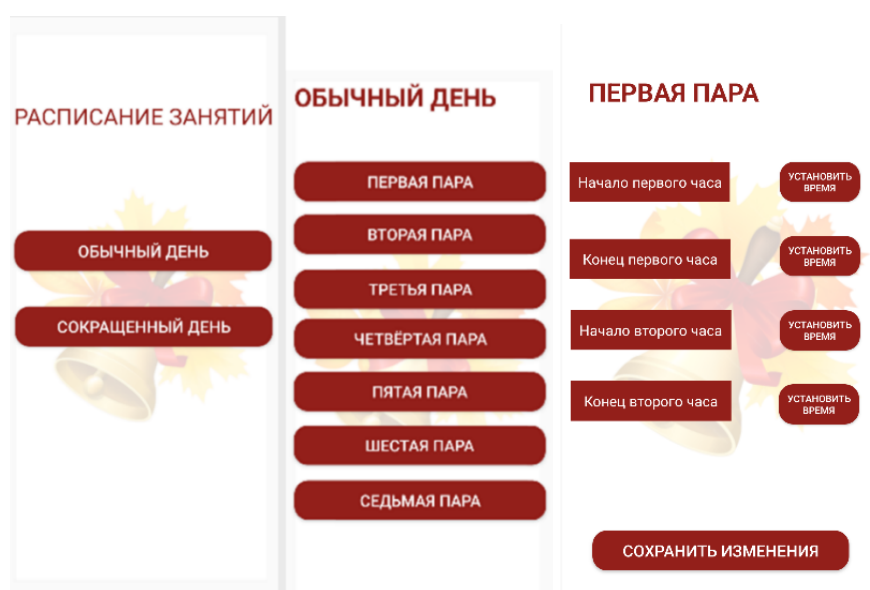 РАСПИСАНИЕ ЗАНЯТИЙ
ОБЫЧНЫЙ ДЕНЬ
СОКРАЩЕННЫЙ ДЕНЬ
ОБЫЧНЫЙ ДЕНЬ
ПЕРВАЯ ПАРА
ВТОРАЯ ПАРА
ТРЕТЬЯ ПАРА
ЧЕТВЁРТАЯ ПАРА
ПЯТАЯ ПАРА
ШЕСТАЯ ПАРА
СЕДЬМАЯ ПАРА
ПЕРВАЯ ПАРА
Начало первого часа
УСТАНОВИТЬ
ВРЕМЯ
Конец первого часа
УСТАНОВИТЬ
ВРЕМЯ
Начало второго часа
УСТАНОВИТЬ
ВРЕМЯ
Конец второго часа
УСТАНОВИТЬ
ВРЕМЯ
СОХРАНИТЬ ИЗМЕНЕНИЯ